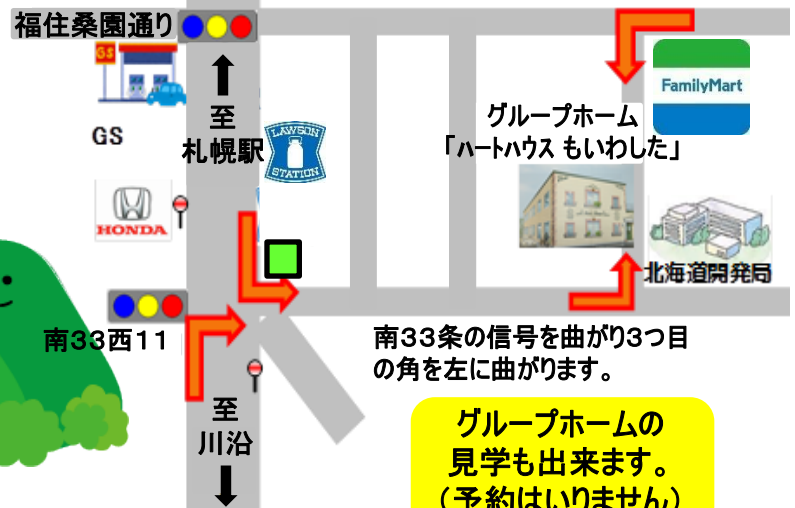 福住桑園通り
GS
GS
至
札幌駅
LAWSON
STATION
FamilyMart
グループホーム
「ハートハウス もいわした」
HONDA
北海道開発局
南33西11
南33条の信号を曲がり3つ目
の角を左に曲がります。
至
川沿
グループホームの
見学も出来ます。
(予約はいりません)